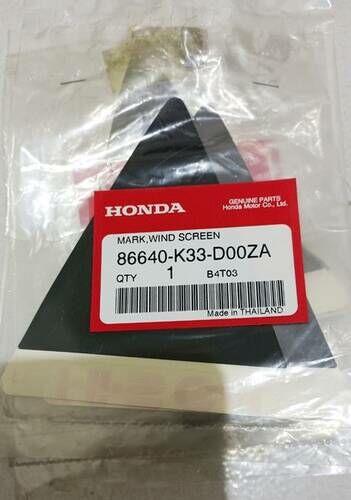 HONDA
GENUINE PARTS
Honda Motor Co., Ltd.
MARK,WIND SCREEN
86640-K33-D00ZA
QTY 1 B4T03
Made in THAILAND